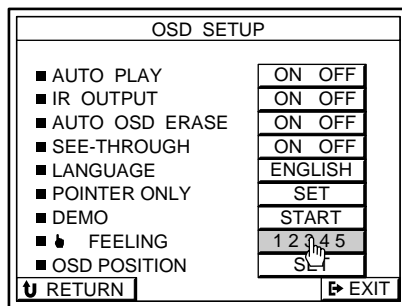 OSD SETUP
AUTO PLAY ON OFF
IR OUTPUT ON OFF
AUTO OSD ERASE ON OFF
SEE-THROUGH ON OFF
LANGUAGE ENGLISH
POINTER ONLY SET
DEMO START
FEELING 1 2 3 4 5
OSD POSITION SET
RETURN EXIT